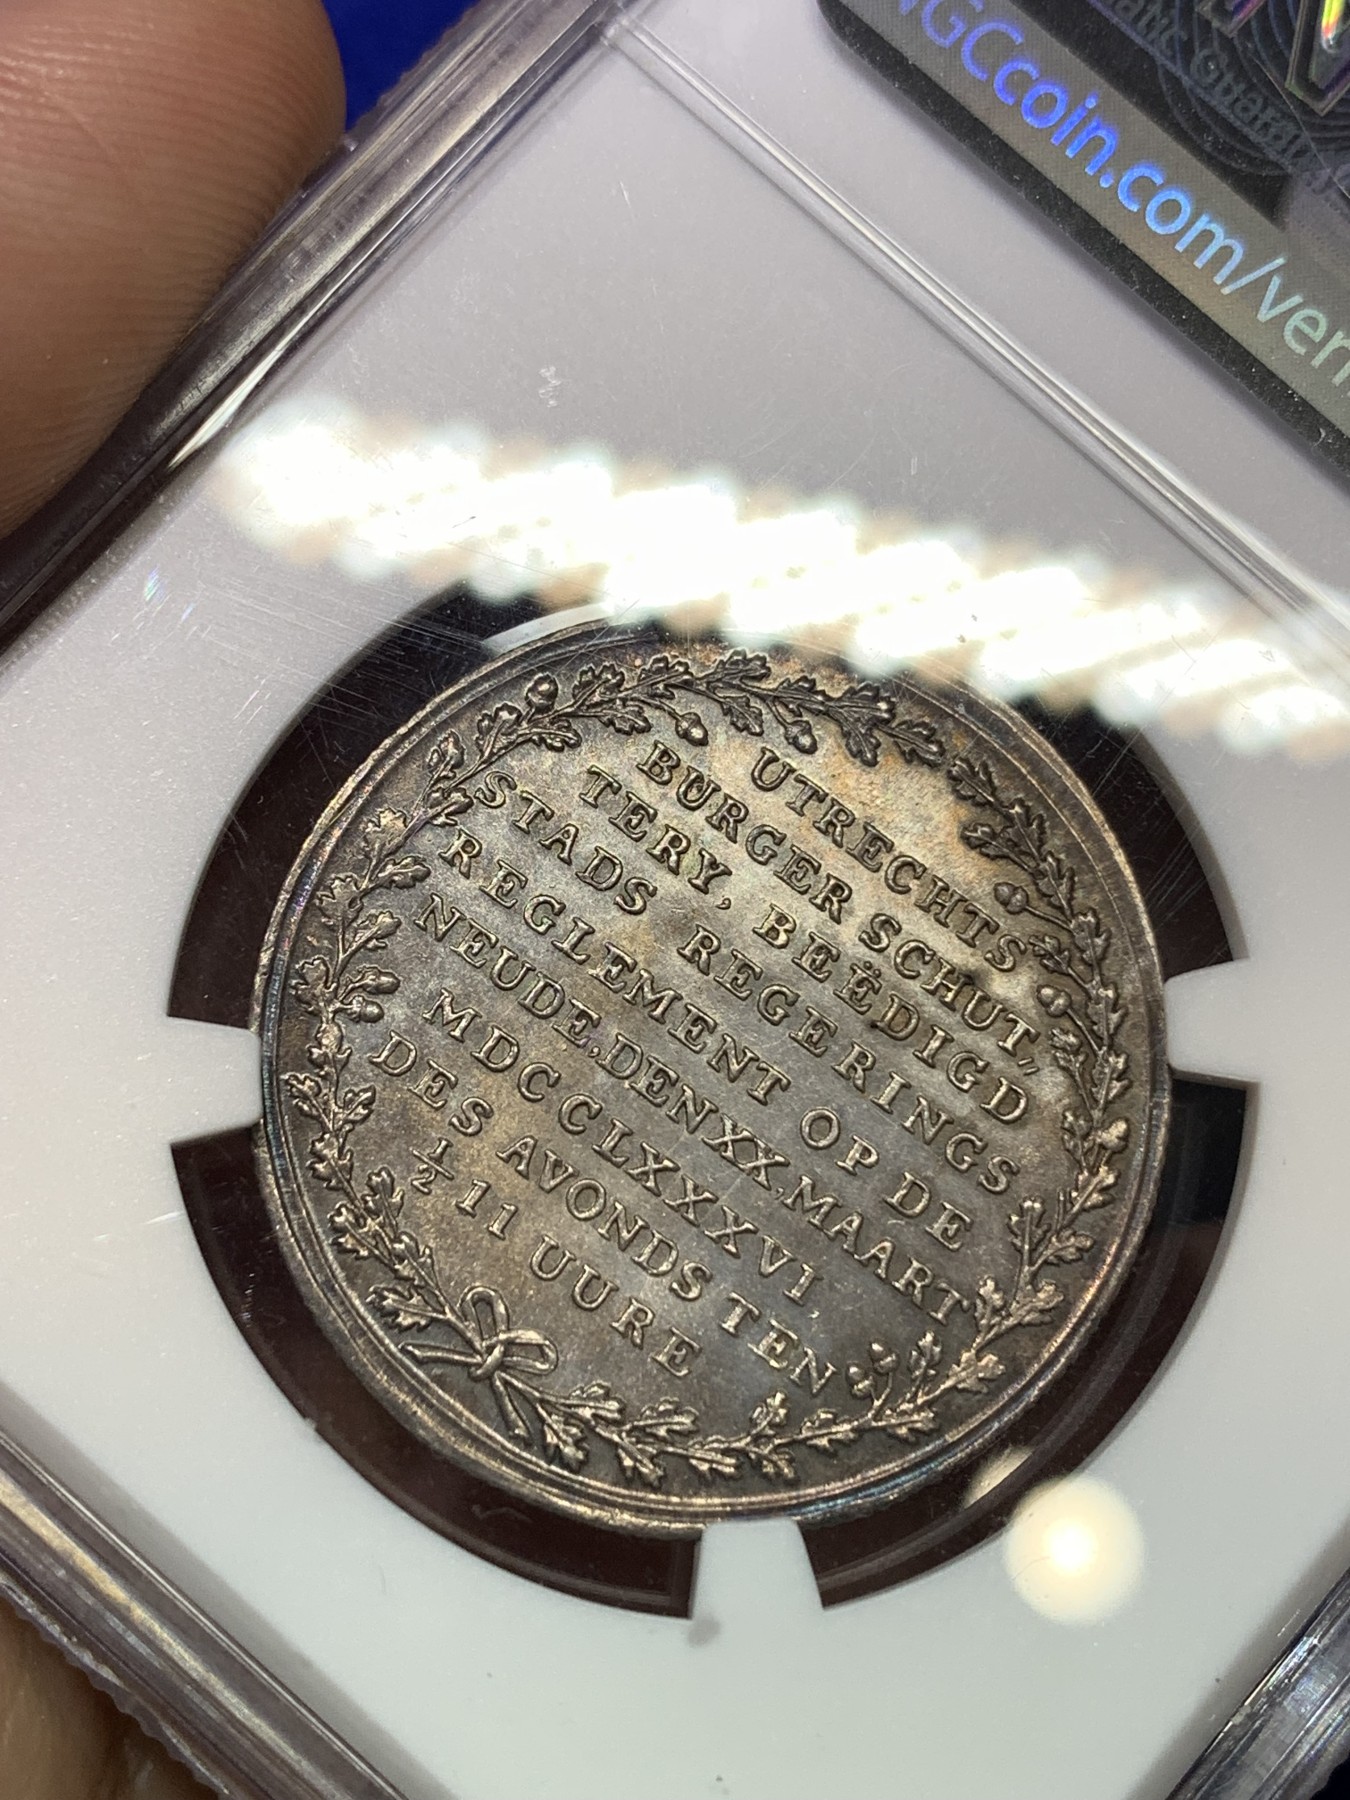 NGCcoin.com/veri
UTRECHTS
BURGER SCHUT,,
TERY, BEËDIGD
STADS REGERINGS
REGLEMENT OP DE
NEUDE, DEN XX, MAART
MDCCLXXXVI,
DES AVONDS TEN
½ 11 UURE